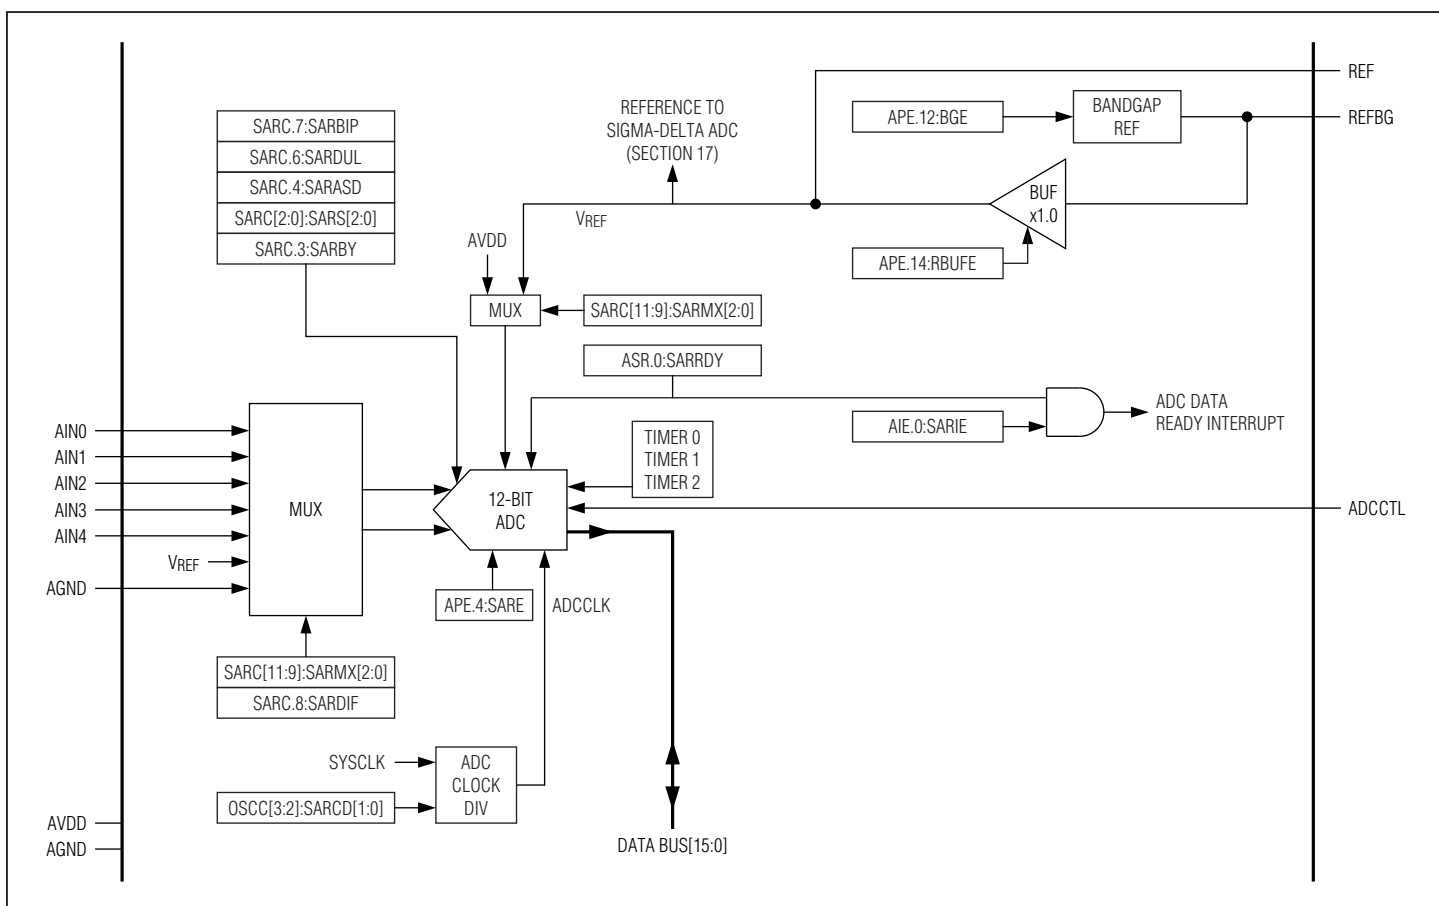 REF
BANDGAP
REF
APE.12:BGE
REFBG
REFERENCE TO
SIGMA-DELTA ADC
(SECTION 17)
SARC.7:SARBIP
SARC.6:SARDUL
SARC.4:SARASD
SARC[2:0]:SARS[2:0]
SARC.3:SARBY
BUF
x1.0
VREF
AVDD
APE.14:RBUFE
MUX
SARC[11:9]:SARMX[2:0]
ASR.0:SARRDY
ADC DATA
READY INTERRUPT
AIE.0:SARIE
AIN0
AIN1
AIN2
AIN3
AIN4
VREF
AGND
MUX
TIMER 0
TIMER 1
TIMER 2
12-BIT
ADC
ADCCTL
APE.4:SARE
ADCCLK
SARC[11:9]:SARMX[2:0]
SARC.8:SARDIF
SYSCLK
ADC
CLOCK
DIV
OSCC[3:2]:SARCD[1:0]
AVDD
AGND
DATA BUS[15:0]